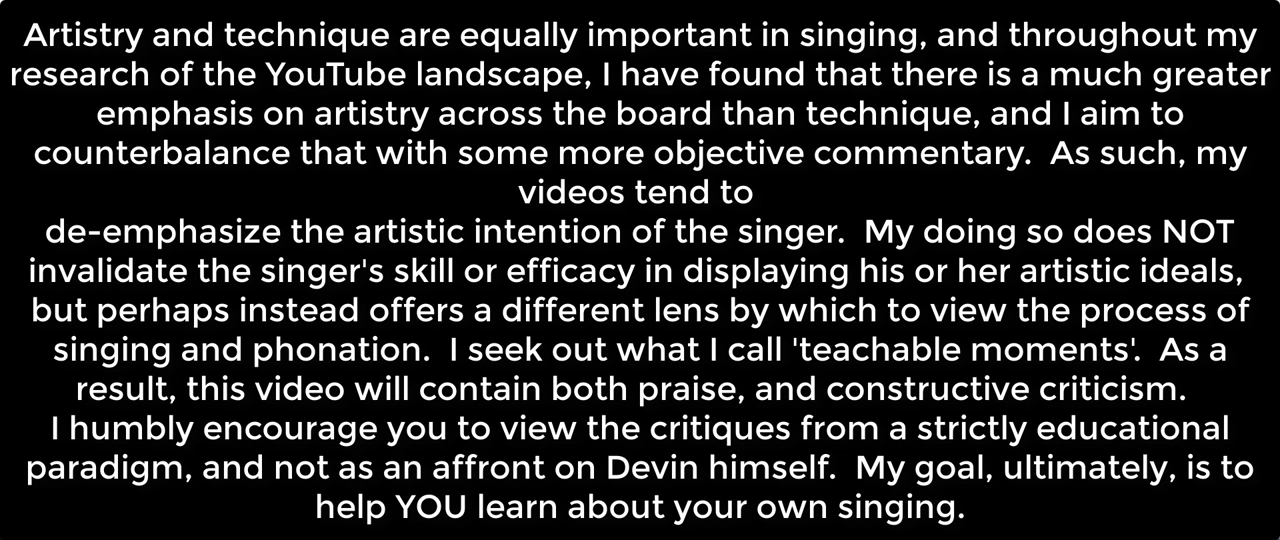 Artistry and technique are equally important in singing, and throughout my
research of the YouTube landscape, I have found that there is a much greater
emphasis on artistry across the board than technique, and I aim to
counterbalance that with some more objective commentary.  As such, my
videos tend to
de-emphasize the artistic intention of the singer.  My doing so does NOT
invalidate the singer's skill or efficacy in displaying his or her artistic ideals,
but perhaps instead offers a different lens by which to view the process of
singing and phonation.  I seek out what I call 'teachable moments'.  As a
result, this video will contain both praise, and constructive criticism.
I humbly encourage you to view the critiques from a strictly educational
paradigm, and not as an affront on Devin himself.  My goal, ultimately, is to
help YOU learn about your own singing.